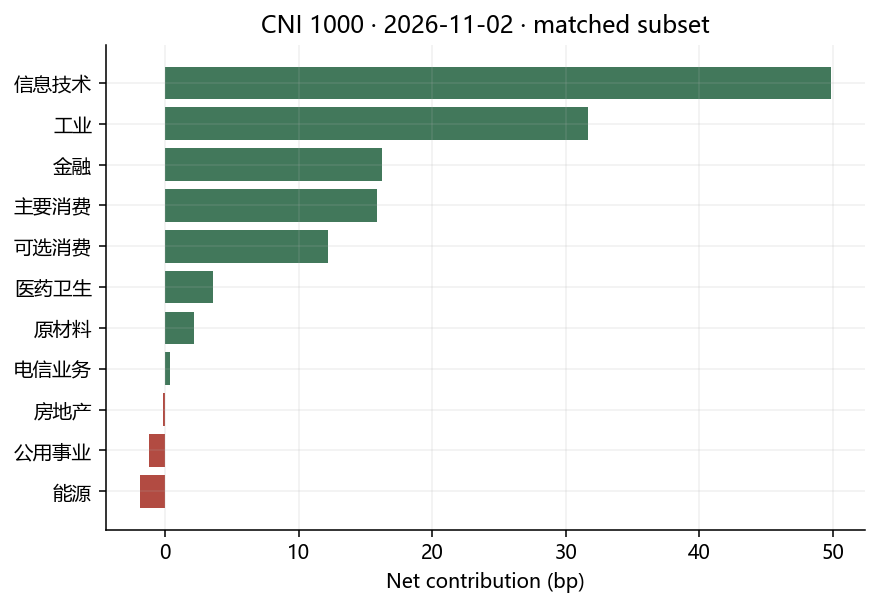 CNI 1000 · 2026-11-02 · matched subset
信息技术
工业
金融
主要消费
可选消费
医药卫生
原材料
电信业务
房地产
公用事业
能源
0 10 20 30 40 50
Net contribution (bp)